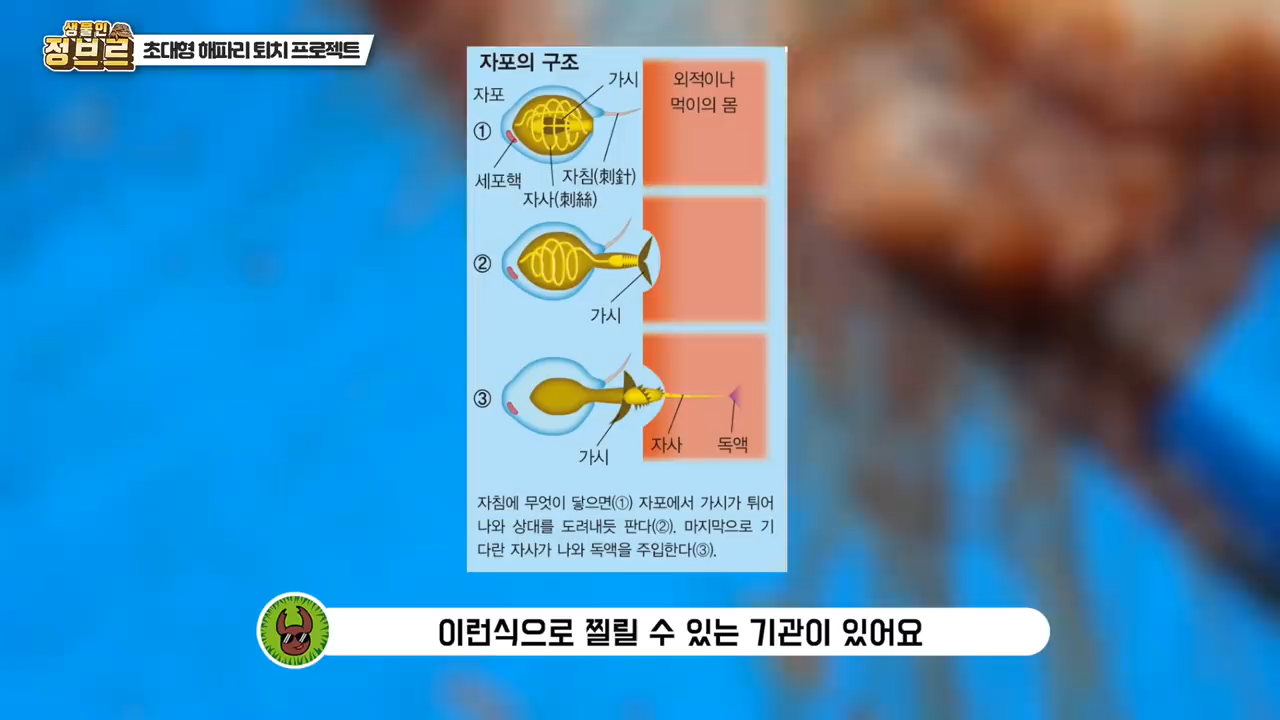 생물인
정브르
초대형 해파리 퇴치 프로젝트
자포의 구조
가시
자포
①
세포핵
자침(刺針)
자사(刺絲)
외적이나
먹이의 몸
②
가시
③
가시
자사
독액
자침에 무엇이 닿으면(①) 자포에서 가시가 튀어
나와 상대를 도려내듯 판다(②). 마지막으로 기
다란 자사가 나와 독액을 주입한다(③).
이런식으로 찔릴 수 있는 기관이 있어요